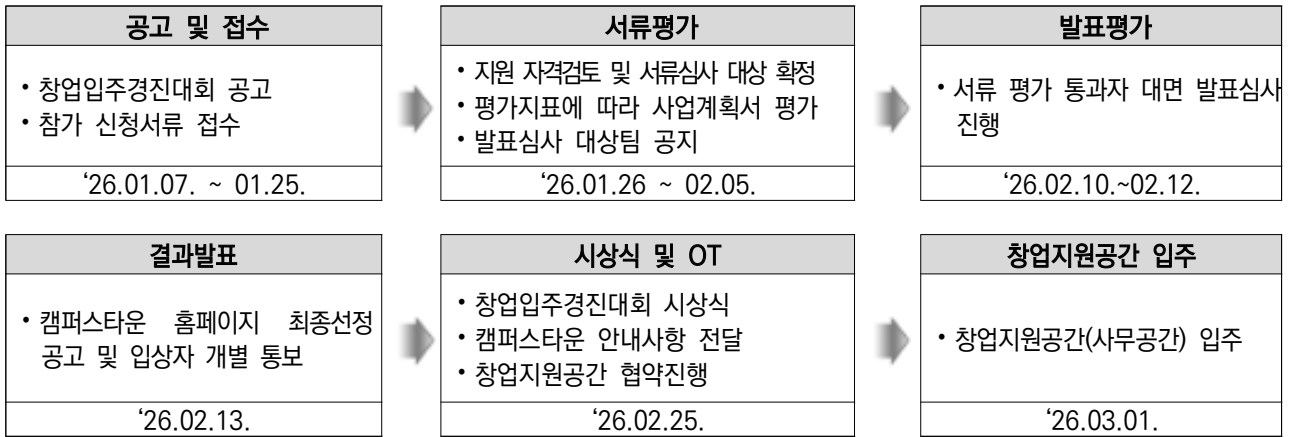 공고 및 접수
• 창업입주경진대회 공고
• 참가 신청서류 접수
‘26.01.07. ~ 01.25.
서류평가
• 지원 자격검토 및 서류심사 대상 확정
• 평가지표에 따라 사업계획서 평가
• 발표심사 대상팀 공지
‘26.01.26 ~ 02.05.
발표평가
• 서류 평가 통과자 대면 발표심사
진행
‘26.02.10.~02.12.
결과발표
• 캠퍼스타운 홈페이지 최종선정
공고 및 입상자 개별 통보
‘26.02.13.
시상식 및 OT
• 창업입주경진대회 시상식
• 캠퍼스타운 안내사항 전달
• 창업지원공간 협약진행
‘26.02.25.
창업지원공간 입주
• 창업지원공간(사무공간) 입주
‘26.03.01.